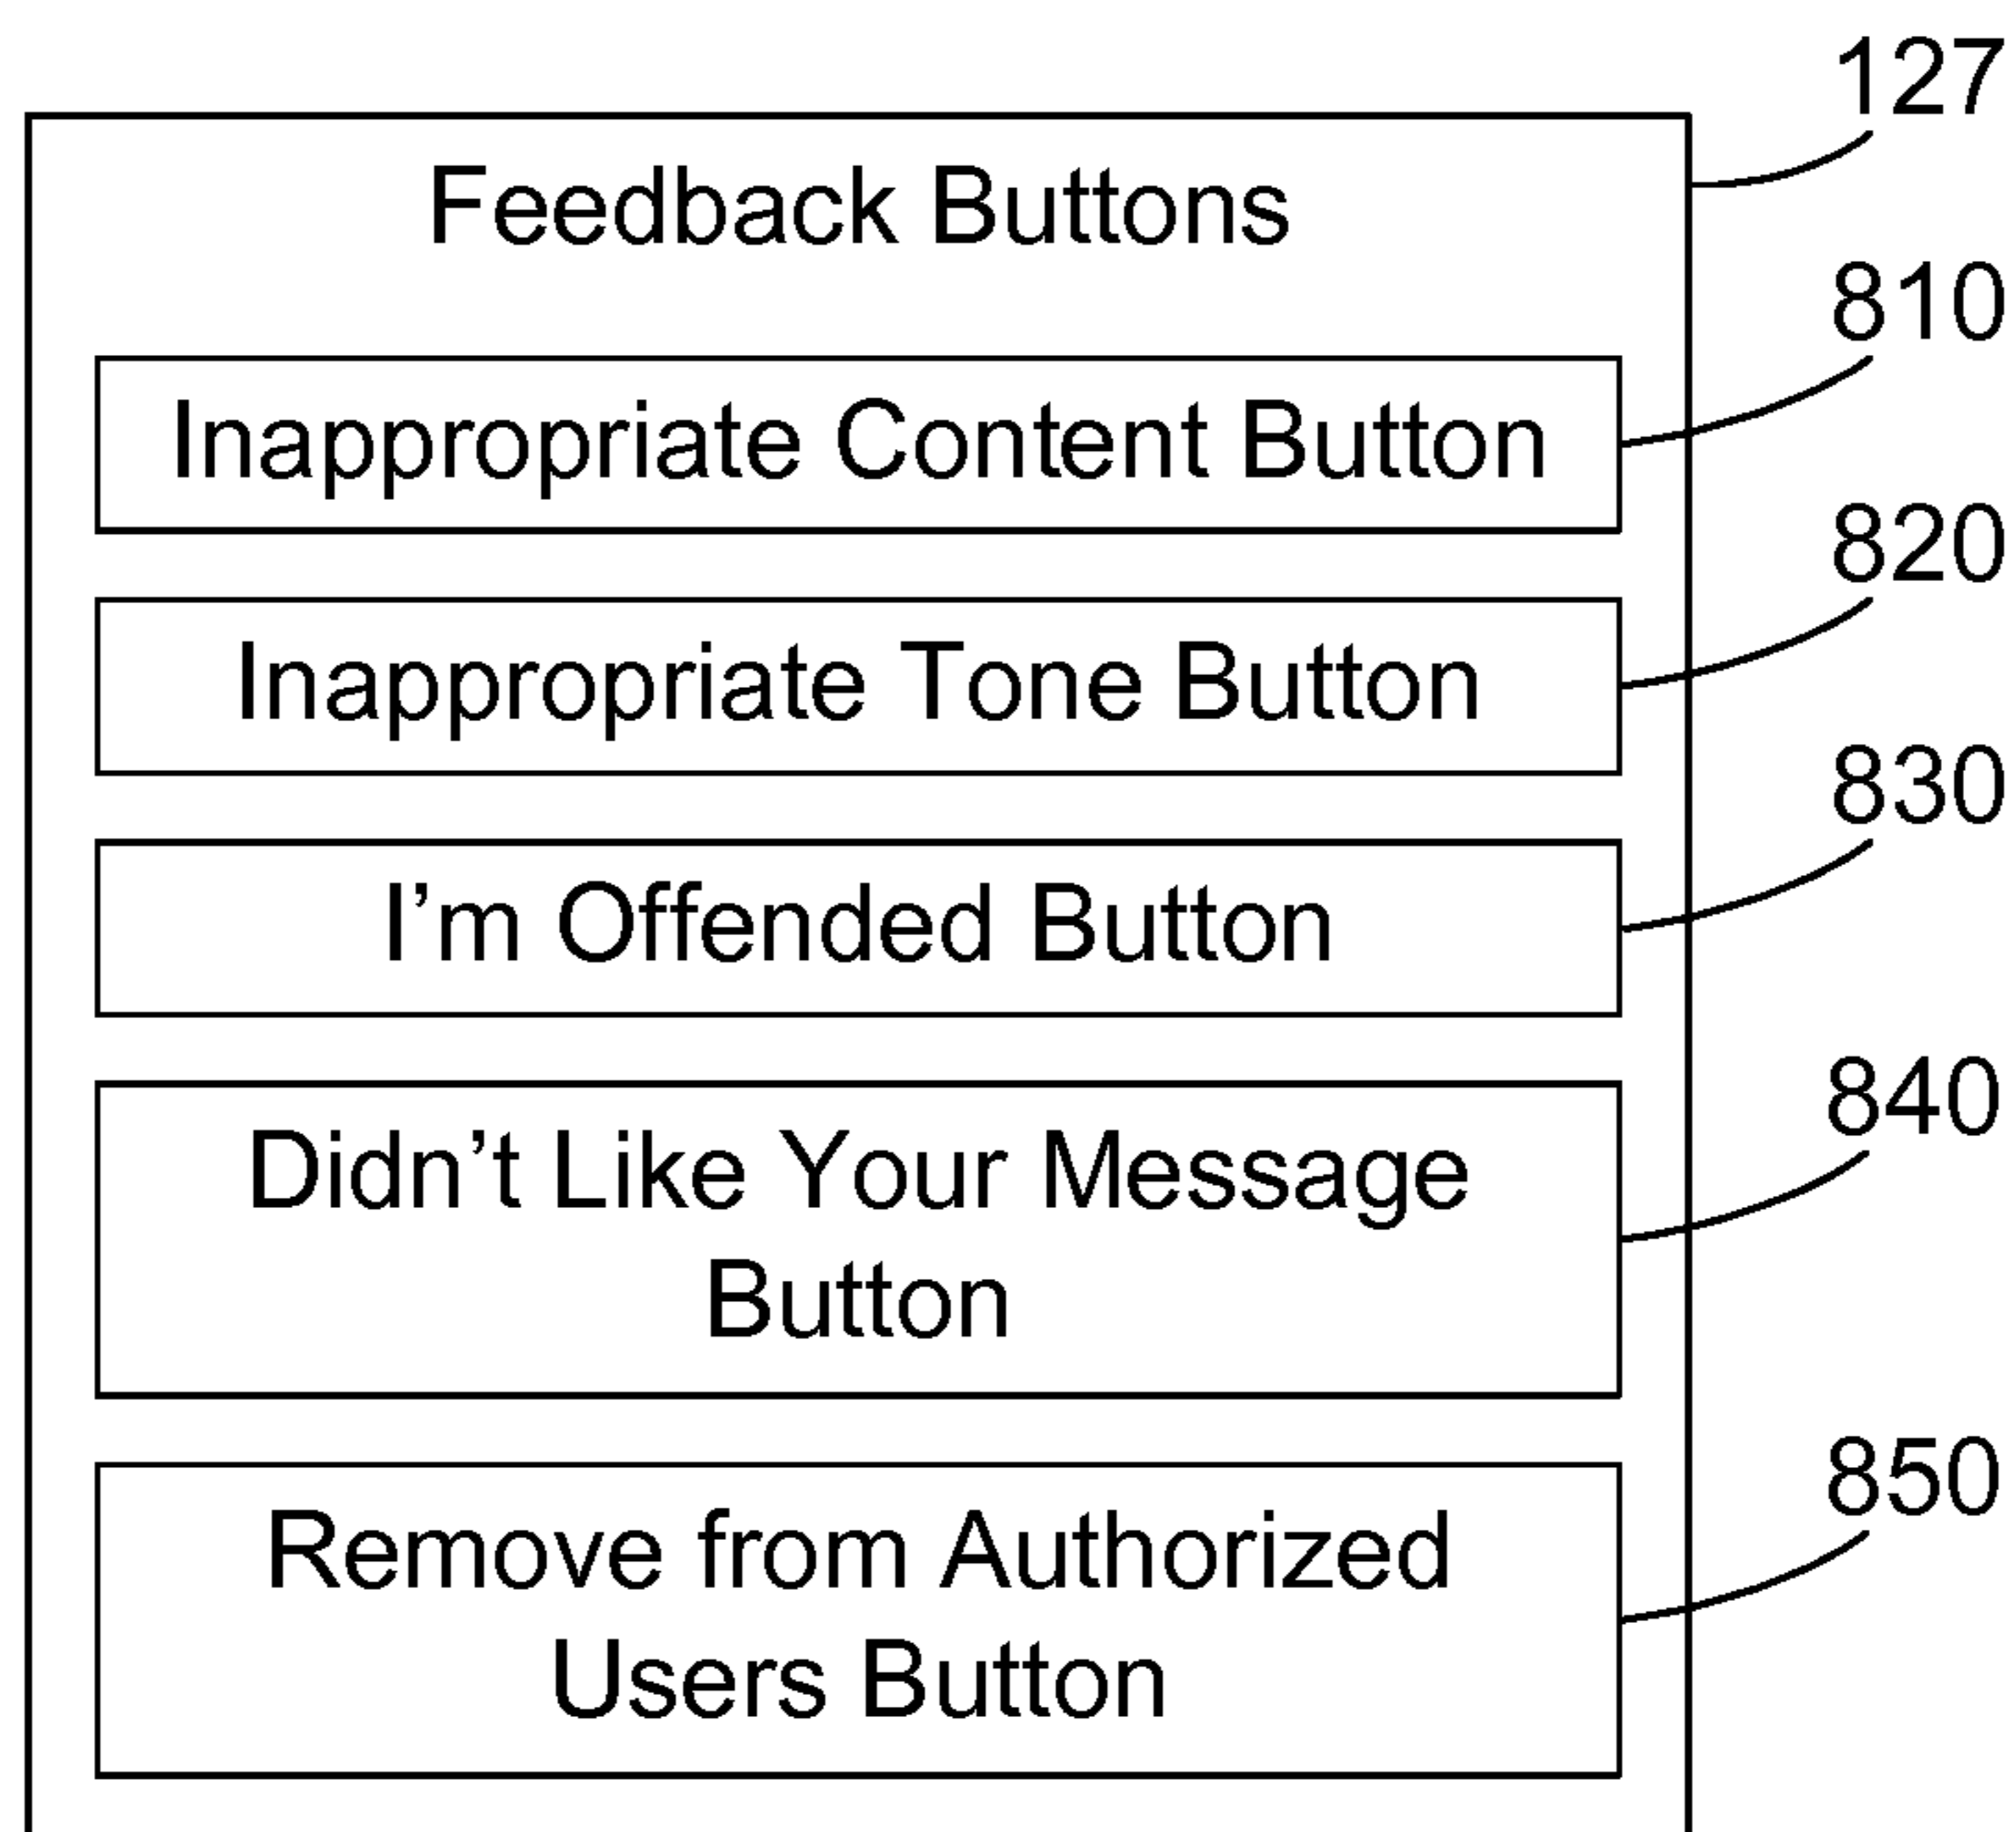 127
Feedback Buttons
810
Inappropriate Content Button
820
Inappropriate Tone Button
830
I’m Offended Button
840
Didn’t Like Your Message
Button
850
Remove from Authorized
Users Button